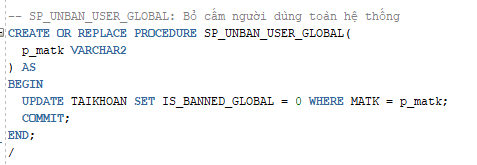 -- SP_UNBAN_USER_GLOBAL: Bỏ cấm người dùng toàn hệ thống
CREATE OR REPLACE PROCEDURE SP_UNBAN_USER_GLOBAL(
  p_matk VARCHAR2
) AS
BEGIN
  UPDATE TAIKHOAN SET IS_BANNED_GLOBAL = 0 WHERE MATK = p_matk;
  COMMIT;
END;
/